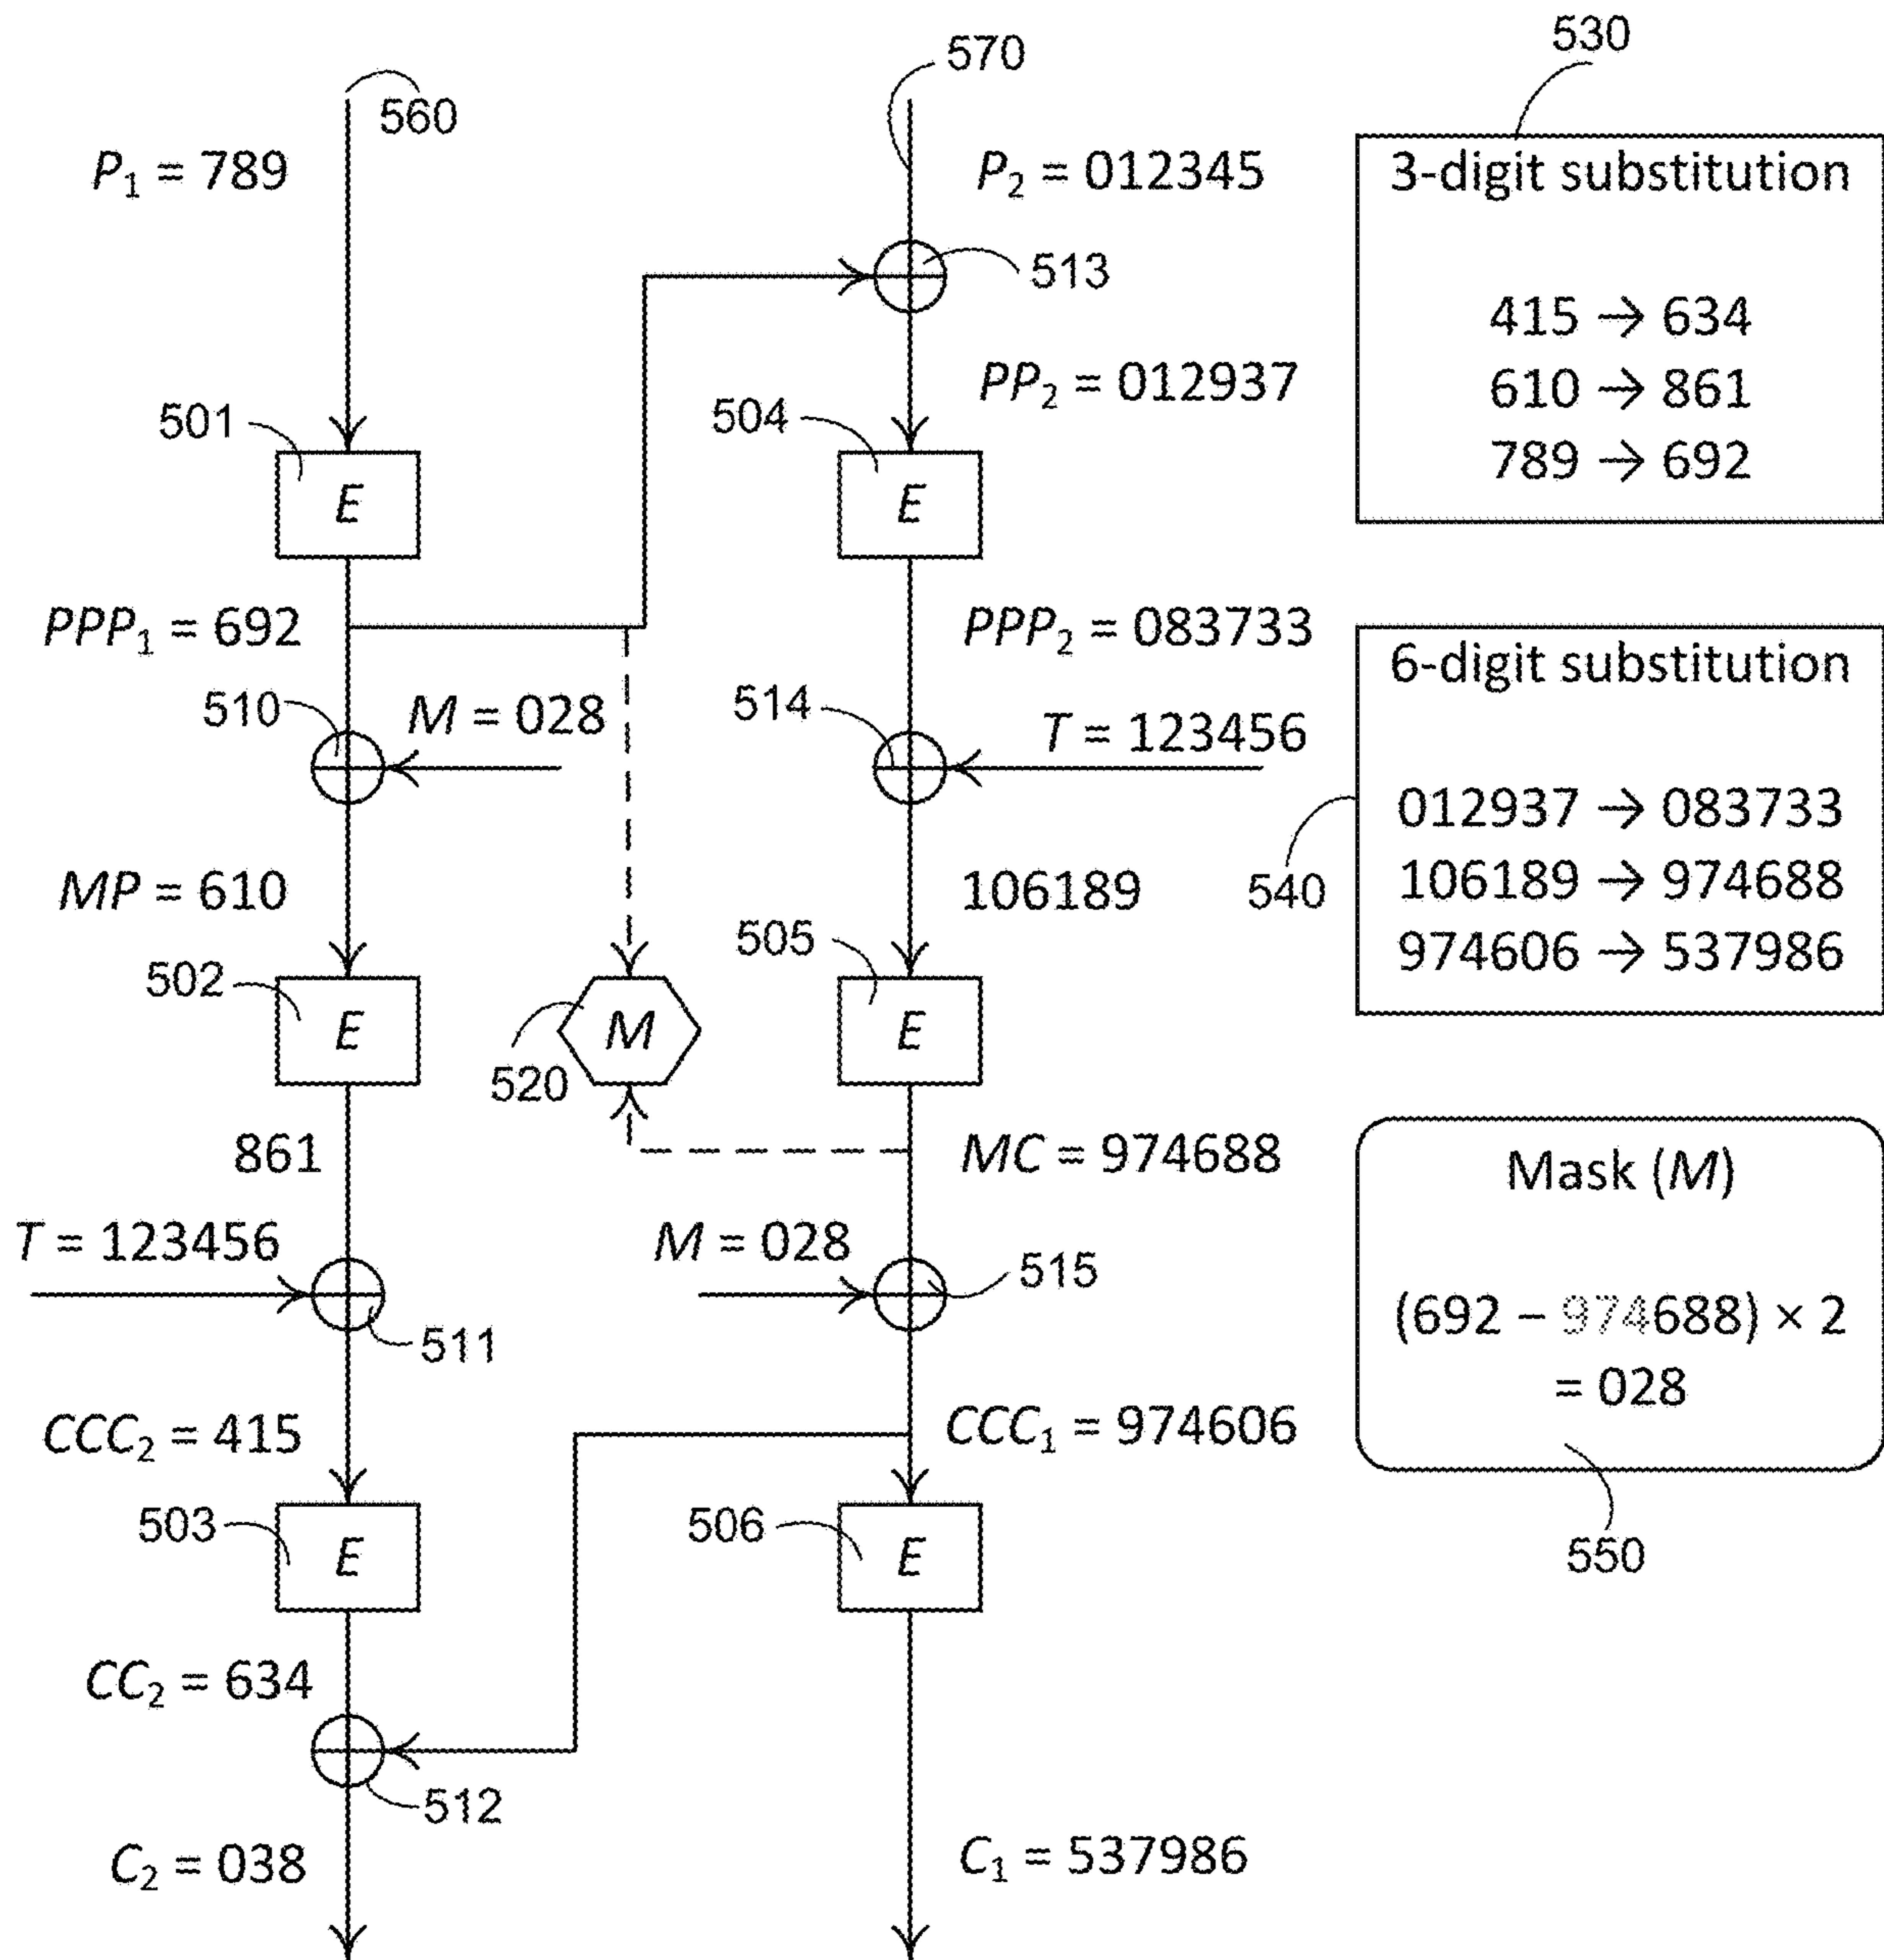 530
570
560
P₁ = 789
P₂ = 012345
3-digit substitution
513
415 → 634
PP₂ = 012937
610 → 861
501
504
789 → 692
E
E
PPP₁ = 692
PPP₂ = 083733
6-digit substitution
510
M = 028
514
T = 123456
012937 → 083733
MP = 610
106189
540
106189 → 974688
505
974606 → 537986
502
E
M
E
520
861
MC = 974688
Mask (M)
T = 123456
M = 028
515
(692 – 974688) × 2
511
= 028
CCC₂ = 415
CCC₁ = 974606
503
E
506
E
550
CC₂ = 634
512
C₂ = 038
C₁ = 537986